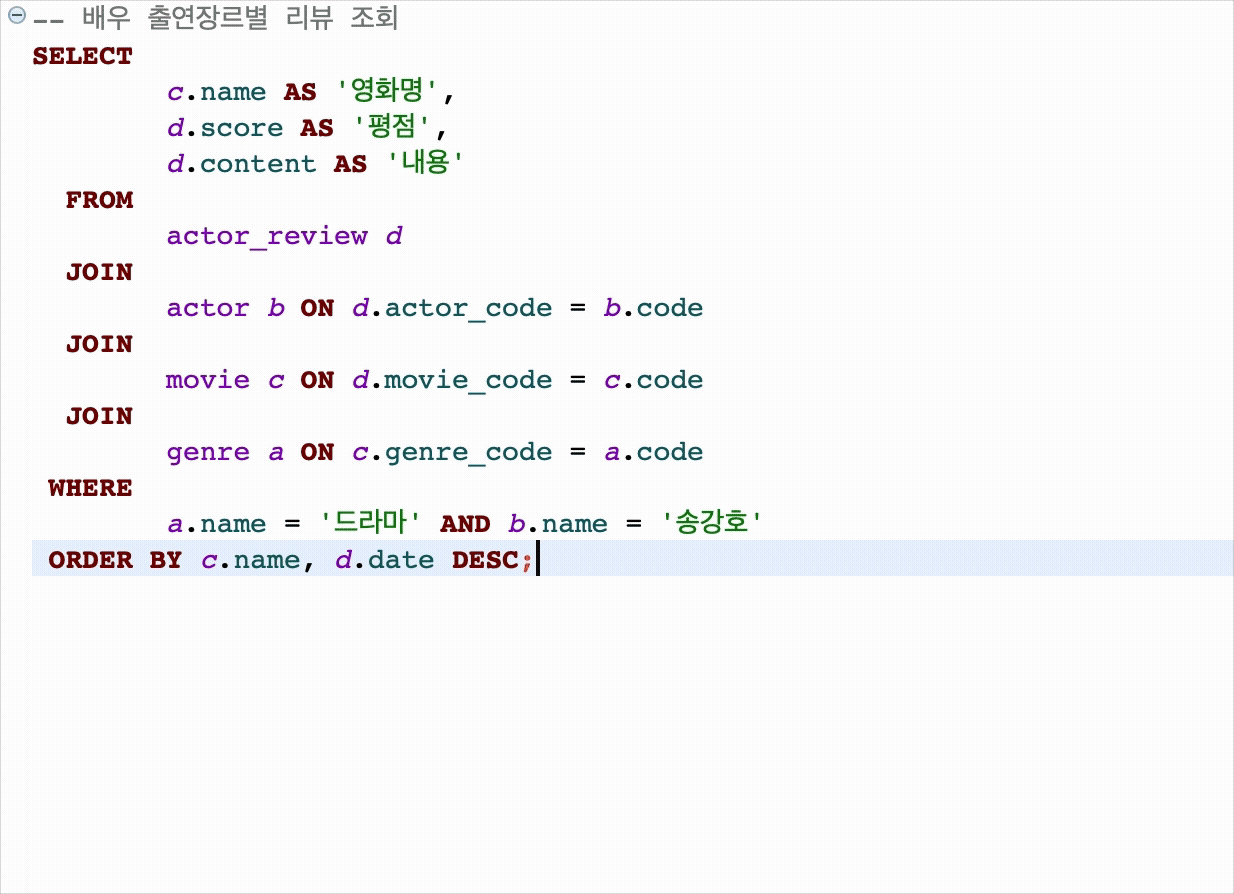 -- 배우 출연장르별 리뷰 조회
SELECT
c.name AS '영화명',
d.score AS '평점',
d.content AS '내용'
FROM
actor_review d
JOIN
actor b ON d.actor_code = b.code
JOIN
movie c ON d.movie_code = c.code
JOIN
genre a ON c.genre_code = a.code
WHERE
a.name = '드라마' AND b.name = '송강호'
ORDER BY c.name, d.date DESC;